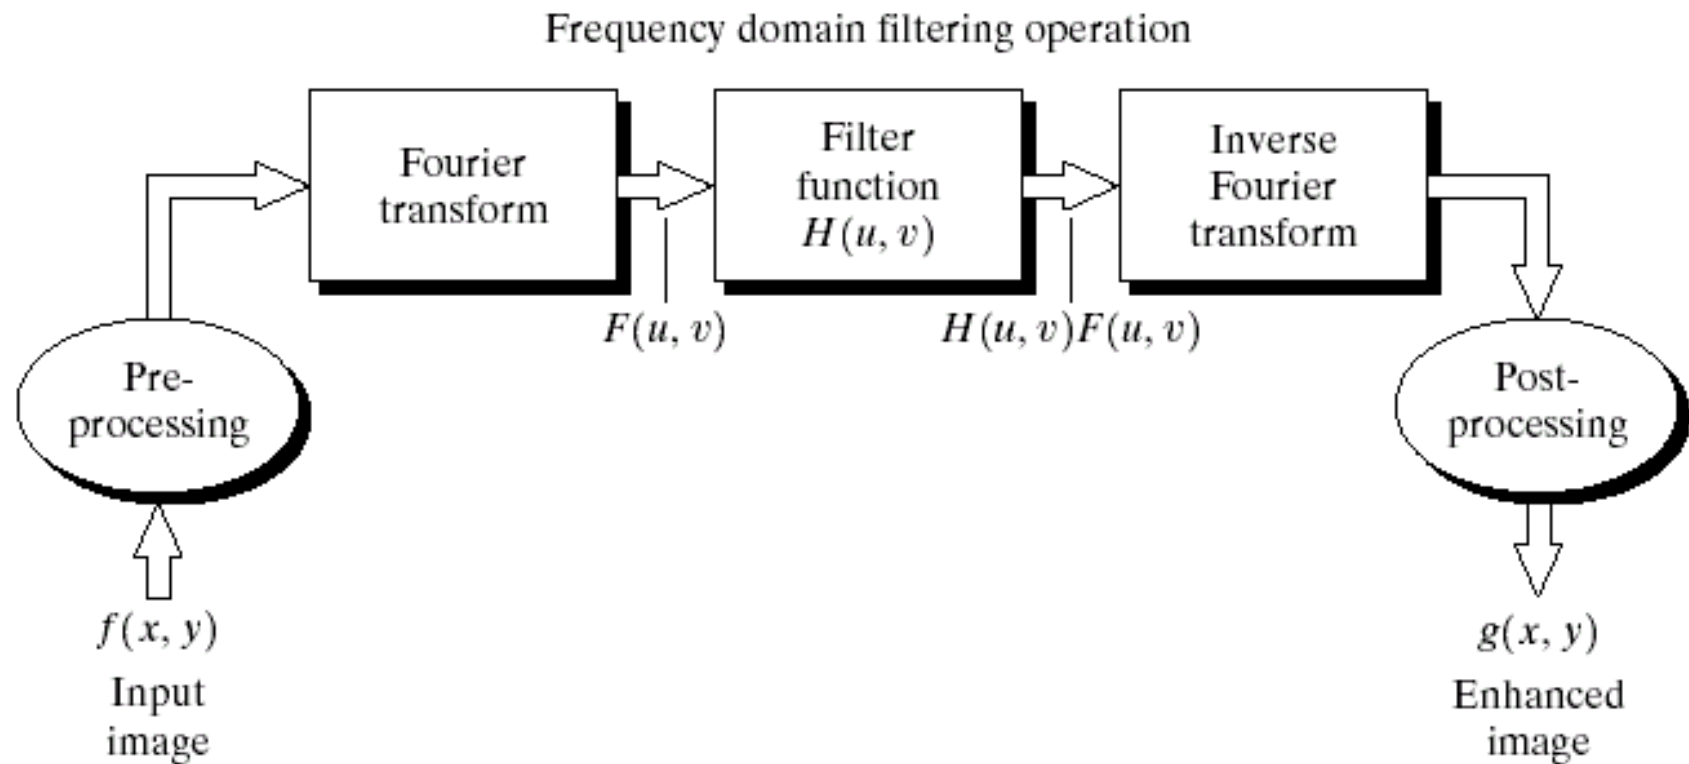 Frequency domain filtering operation
Fourier
transform
Filter
function
H(u, v)
Inverse
Fourier
transform
F(u, v)
H(u, v)F(u, v)
Pre-
processing
Post-
processing
f(x, y)
Input
image
g(x, y)
Enhanced
image